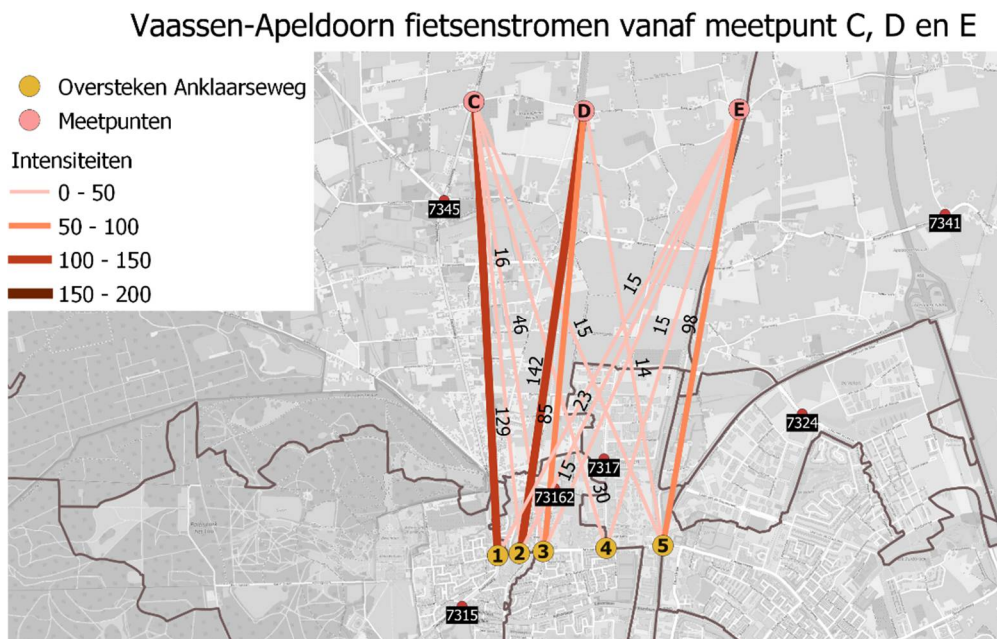 Vaassen-Apeldoorn fietsenstromen vanaf meetpunt C, D en E
Oversteken Anklaarseweg
Meetpunten
Intensiteiten
0 - 50
50 - 100
100 - 150
150 - 200
C
D
E
7345
7341
16
15
46
15
15
98
142
14
129
85
23
7324
15
7317
73162
30
1
2
3
4
5
7315